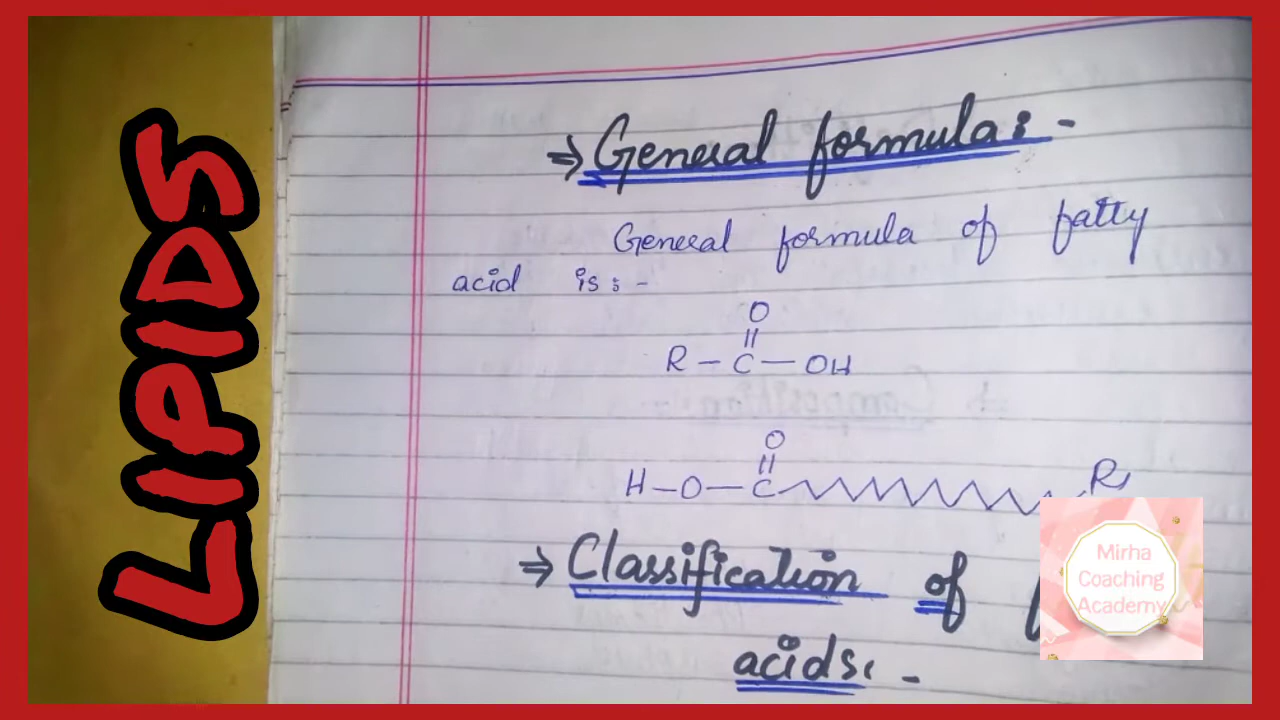 LIPIDS
⇒ General formula:-
General formula of fatty
acid is:-
O
||
R – C – OH
O
||
H – O – C R
⇒ Classification of
acids:-
Mirha
Coaching
Academy